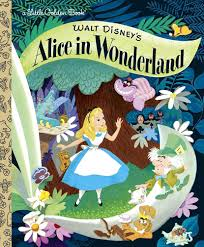 a Little Golden Book
WALT DISNEY'S
Alice in Wonderland